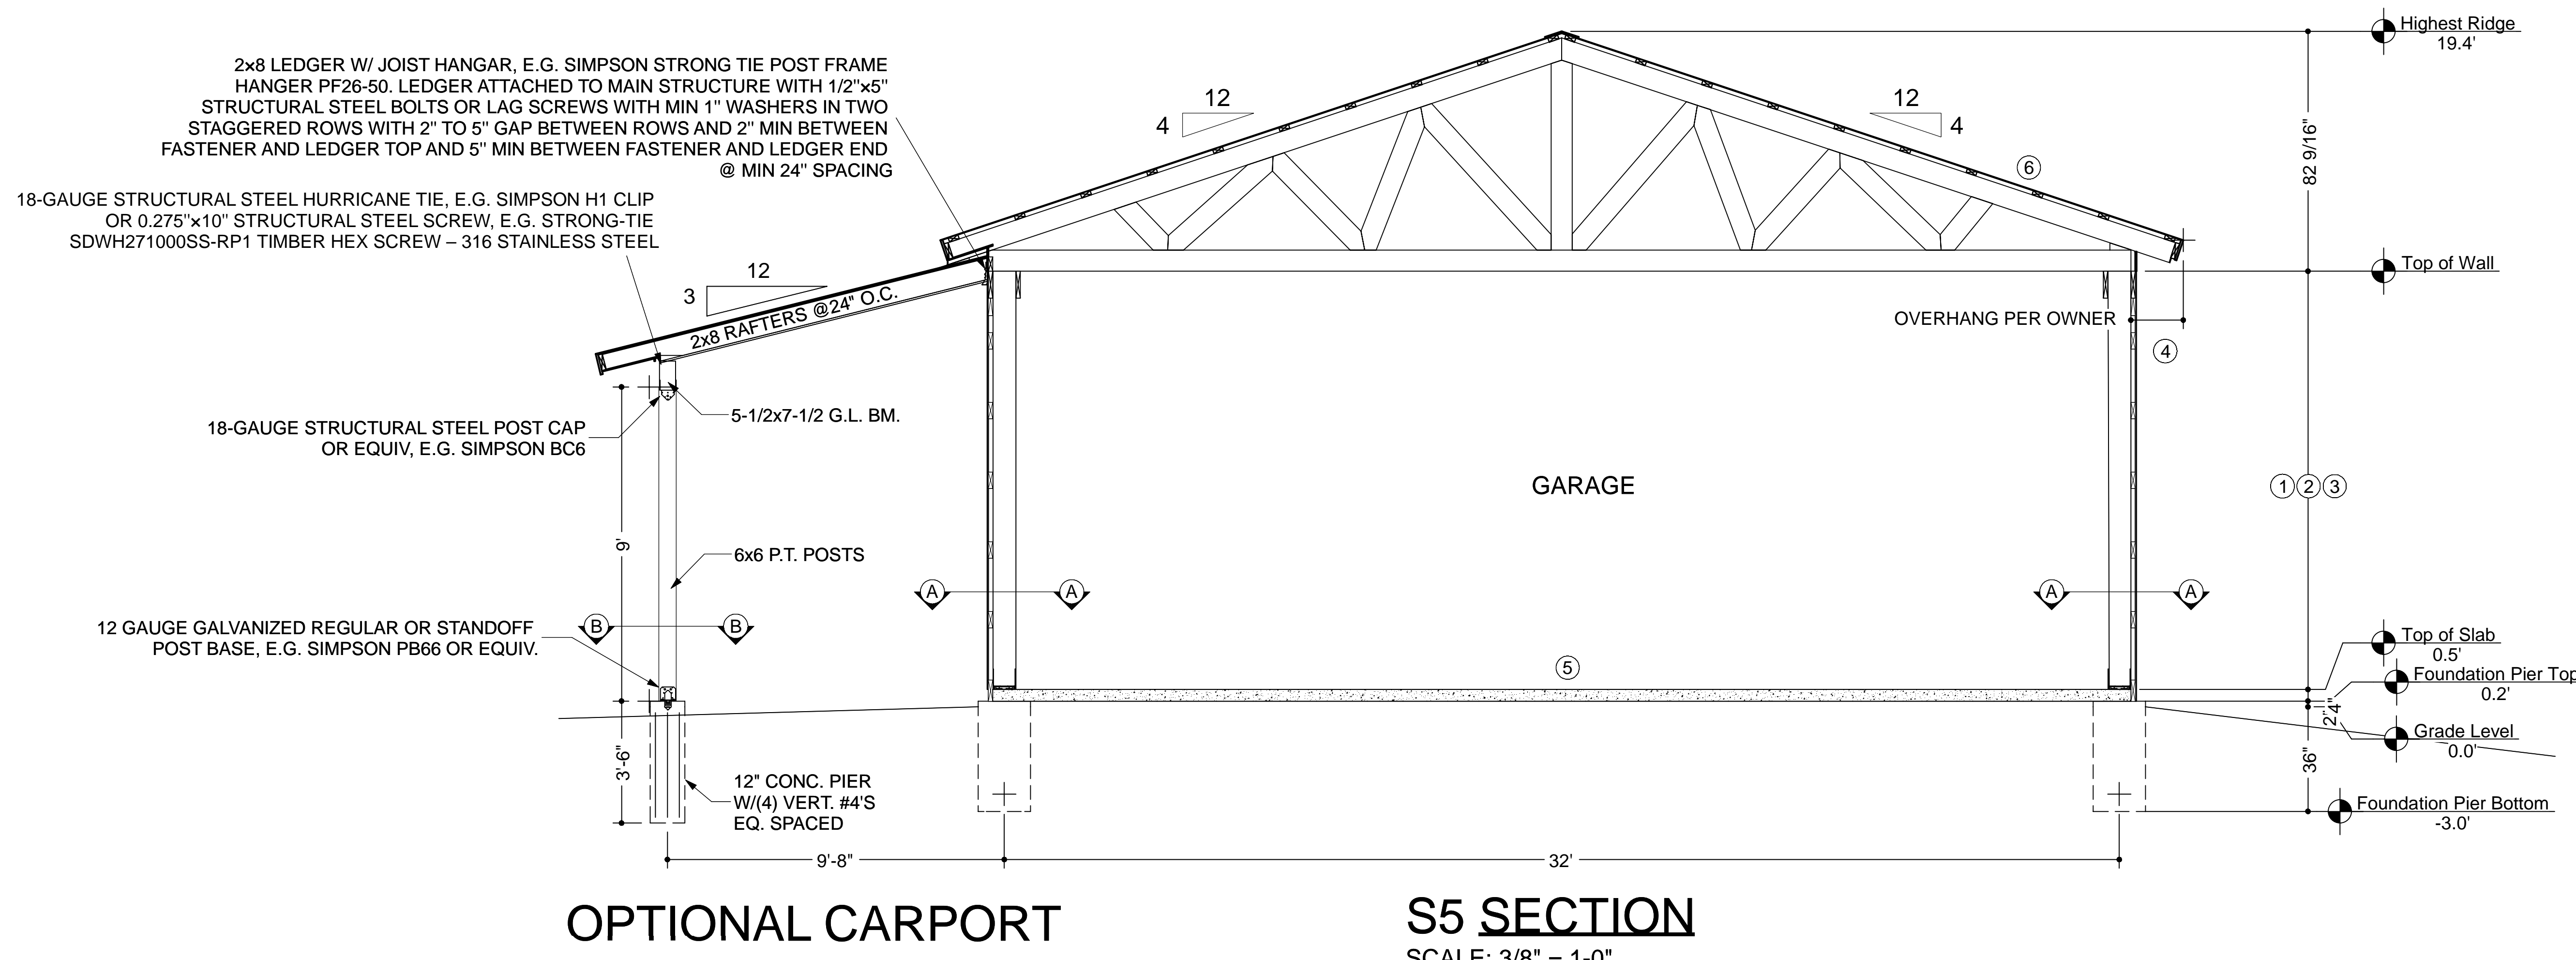 2×8 LEDGER W/ JOIST HANGAR, E.G. SIMPSON STRONG TIE POST FRAME
HANGER PF26-50. LEDGER ATTACHED TO MAIN STRUCTURE WITH 1/2"×5"
STRUCTURAL STEEL BOLTS OR LAG SCREWS WITH MIN 1" WASHERS IN TWO
STAGGERED ROWS WITH 2" TO 5" GAP BETWEEN ROWS AND 2" MIN BETWEEN
FASTENER AND LEDGER TOP AND 5" MIN BETWEEN FASTENER AND LEDGER END
@ MIN 24" SPACING
18-GAUGE STRUCTURAL STEEL HURRICANE TIE, E.G. SIMPSON H1 CLIP
OR 0.275"×10" STRUCTURAL STEEL SCREW, E.G. STRONG-TIE
SDWH271000SS-RP1 TIMBER HEX SCREW – 316 STAINLESS STEEL
12
3
2x8 RAFTERS @24" O.C.
12
4
12
4
6
Highest Ridge
19.4'
82 9/16"
Top of Wall
OVERHANG PER OWNER
4
5-1/2x7-1/2 G.L. BM.
18-GAUGE STRUCTURAL STEEL POST CAP
OR EQUIV, E.G. SIMPSON BC6
GARAGE
1 2 3
9'
6x6 P.T. POSTS
A A
A A
B B
12 GAUGE GALVANIZED REGULAR OR STANDOFF
POST BASE, E.G. SIMPSON PB66 OR EQUIV.
5
Top of Slab
0.5'
Foundation Pier Top
0.2'
4"
2"
Grade Level
0.0'
36"
Foundation Pier Bottom
-3.0'
3'-6"
12" CONC. PIER
W/(4) VERT. #4'S
EQ. SPACED
9'-8"
32'
OPTIONAL CARPORT
S5 SECTION
SCALE: 3/8" = 1-0"